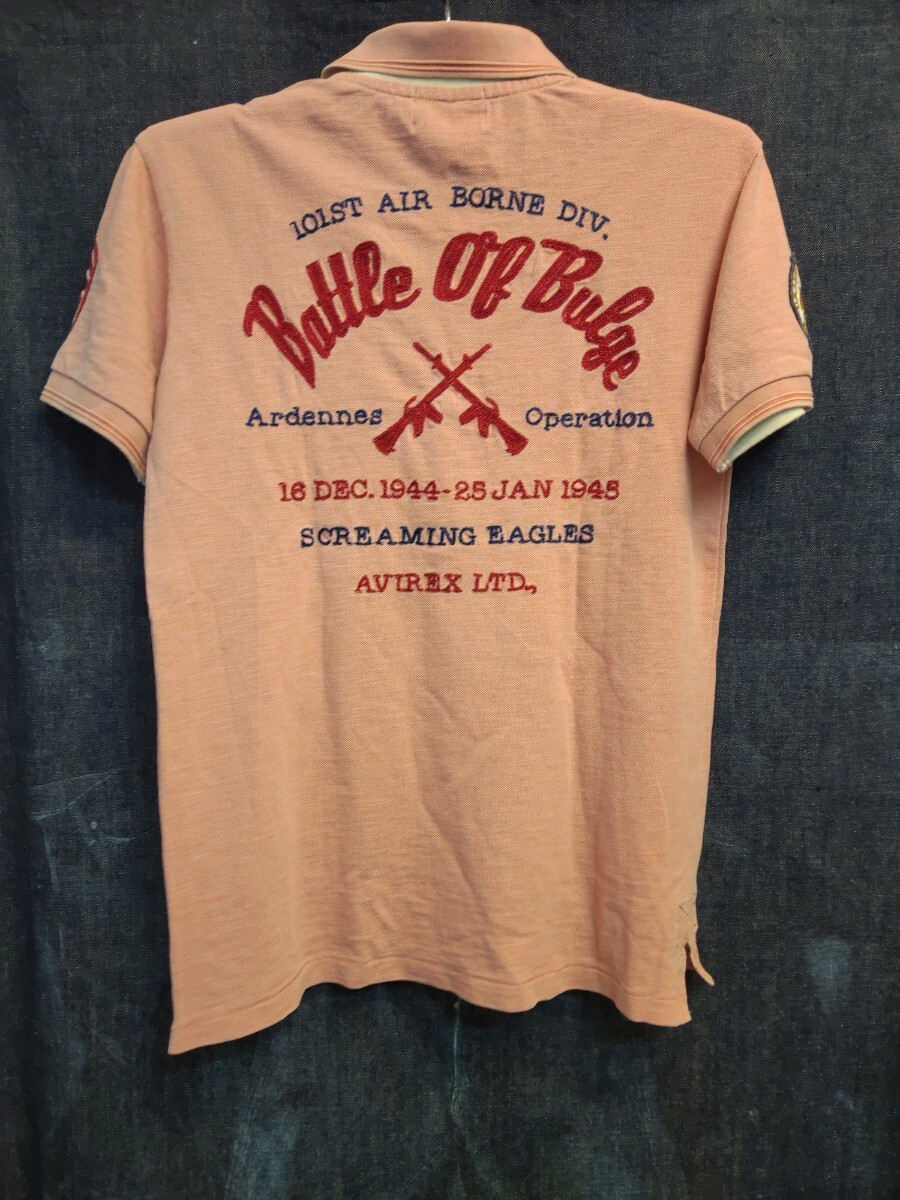 101ST AIR BORNE DIV.
Battle Of Bulge
Ardennes Operation
16 DEC. 1944-25 JAN 1945
SCREAMING EAGLES
AVIREX LTD.,